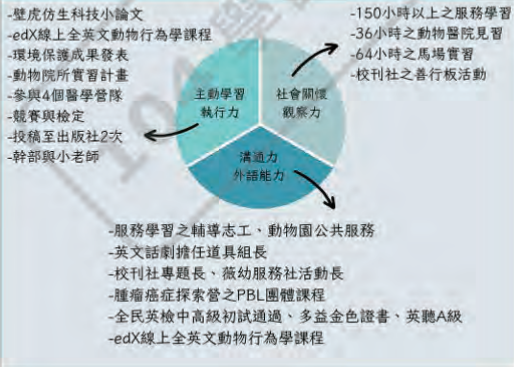 -壁虎仿生科技小論文
-edX線上全英文動物行為學課程
-環境保護成果發表
-動物院所實習計畫
-參與4個醫學營隊
-競賽與檢定
-投稿至出版社2次
-幹部與小老師
主動學習
執行力
社會關懷
觀察力
-150小時以上之服務學習
-36小時之動物醫院見習
-64小時之馬場實習
-校刊社之善行板活動
溝通力
外語能力
-服務學習之輔導志工、動物園公共服務
-英文話劇擔任道具組長
-校刊社專題長、薇幼服務社活動長
-腫瘤癌症探索營之PBL團體課程
-全民英檢中高級初試通過、多益金色證書、英聽A級
-edX線上全英文動物行為學課程